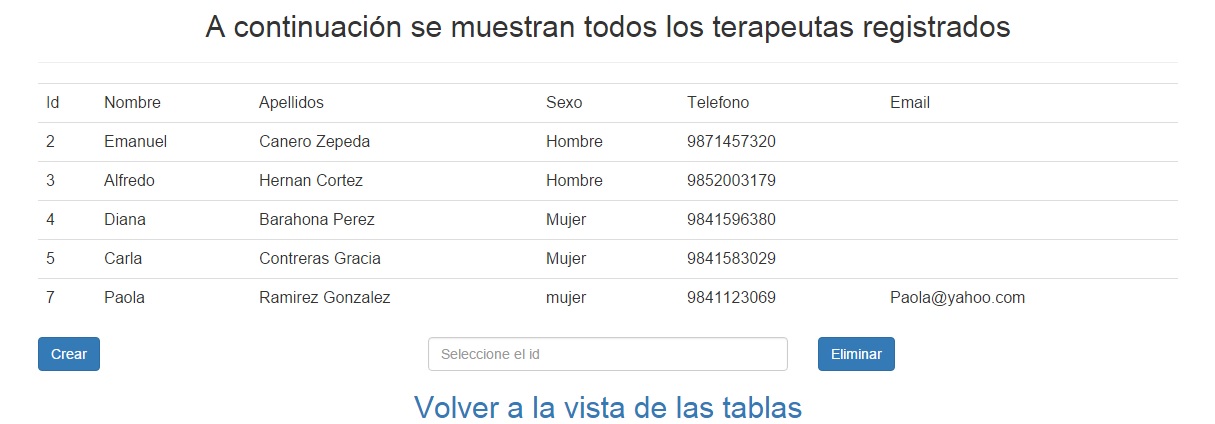 A continuación se muestran todos los terapeutas registrados
Id Nombre Apellidos Sexo Telefono Email
2 Emanuel Canero Zepeda Hombre 9871457320
3 Alfredo Hernan Cortez Hombre 9852003179
4 Diana Barahona Perez Mujer 9841596380
5 Carla Contreras Gracia Mujer 9841583029
7 Paola Ramirez Gonzalez mujer 9841123069 Paola@yahoo.com
Crear Seleccione el id Eliminar
Volver a la vista de las tablas